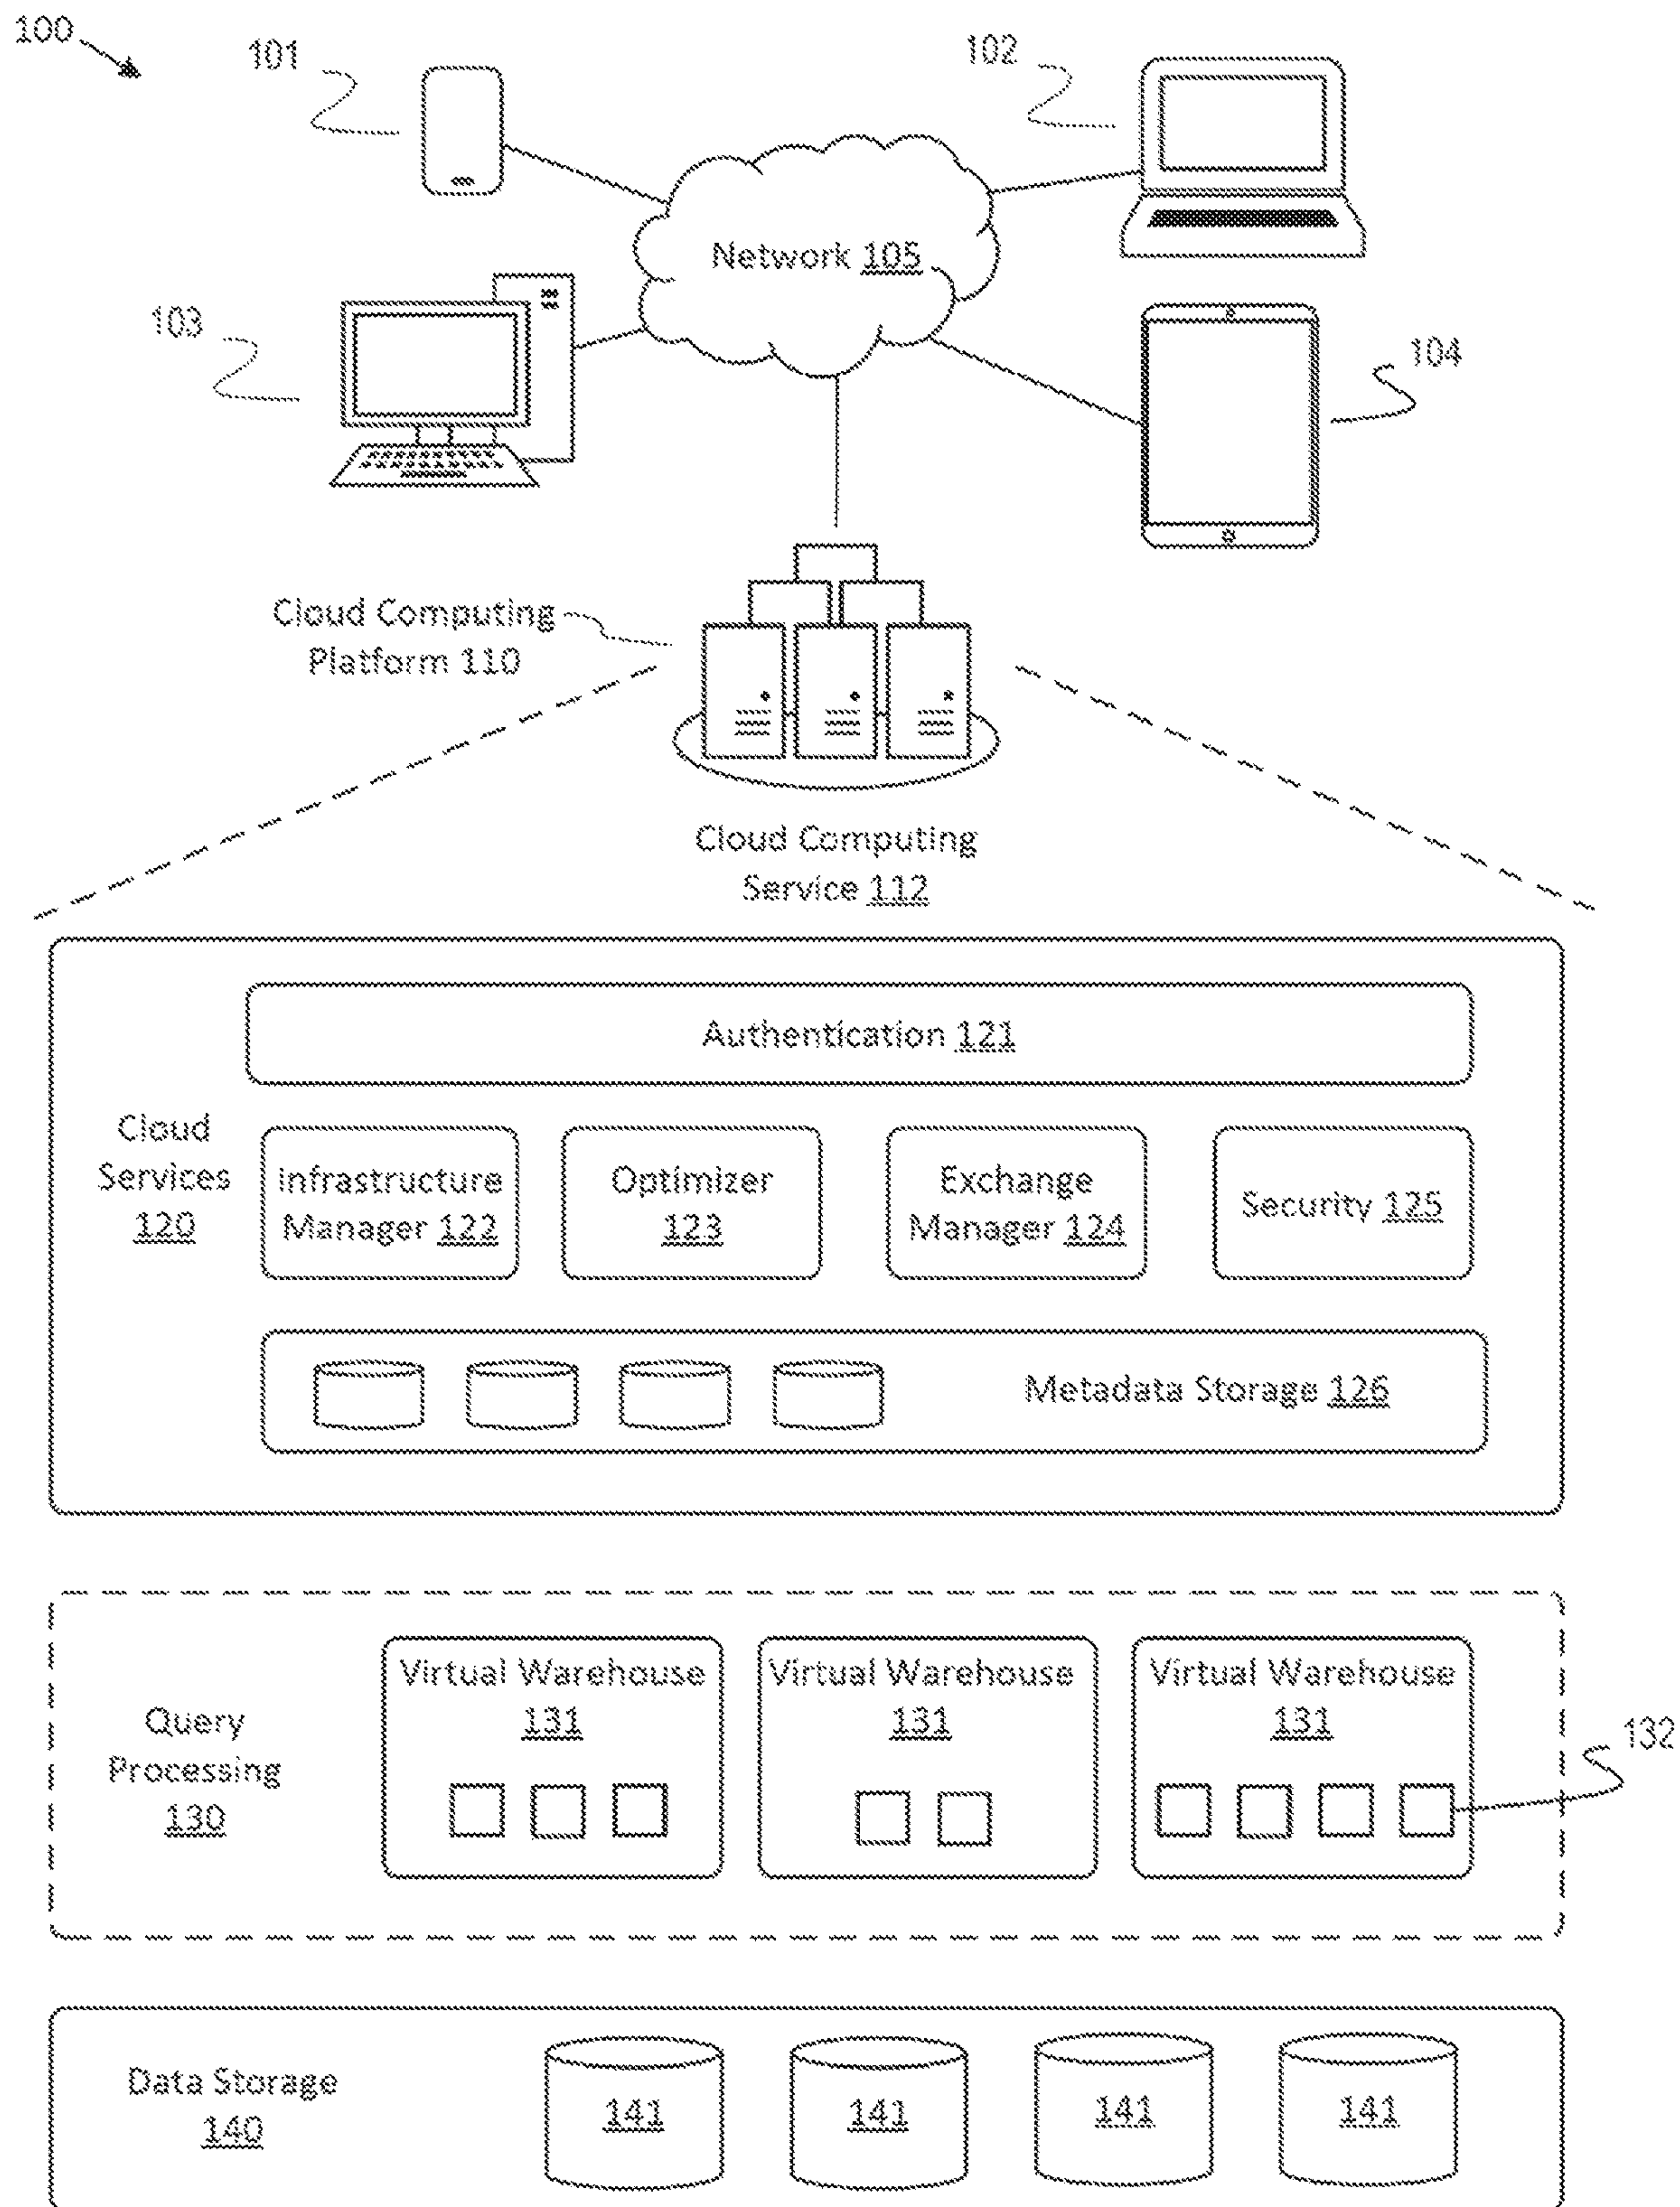 100
101
102
Network 105
103
104
Cloud Computing
Platform 110
Cloud Computing
Service 112
Authentication 121
Cloud
Services
120
Infrastructure
Manager 122
Optimizer
123
Exchange
Manager 124
Security 125
Metadata Storage 126
Query
Processing
130
Virtual Warehouse
131
Virtual Warehouse
131
Virtual Warehouse
131
132
Data Storage
140
141
141
141
141